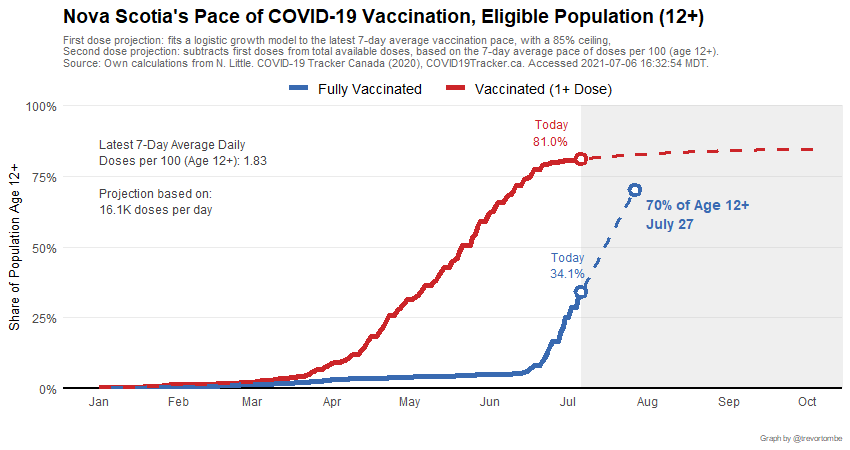 Nova Scotia's Pace of COVID-19 Vaccination, Eligible Population (12+)
First dose projection: fits a logistic growth model to the latest 7-day average vaccination pace, with a 85% ceiling,
Second dose projection: subtracts first doses from total available doses, based on the 7-day average pace of doses per 100 (age 12+).
Source: Own calculations from N. Little. COVID-19 Tracker Canada (2020), COVID19Tracker.ca. Accessed 2021-07-06 16:32:54 MDT.
Fully Vaccinated
Vaccinated (1+ Dose)
Share of Population Age 12+
100%
75%
50%
25%
0%
Latest 7-Day Average Daily
Doses per 100 (Age 12+): 1.83
Projection based on:
16.1K doses per day
Today
81.0%
70% of Age 12+
July 27
Today
34.1%
Jan
Feb
Mar
Apr
May
Jun
Jul
Aug
Sep
Oct
Graph by @trevortombe